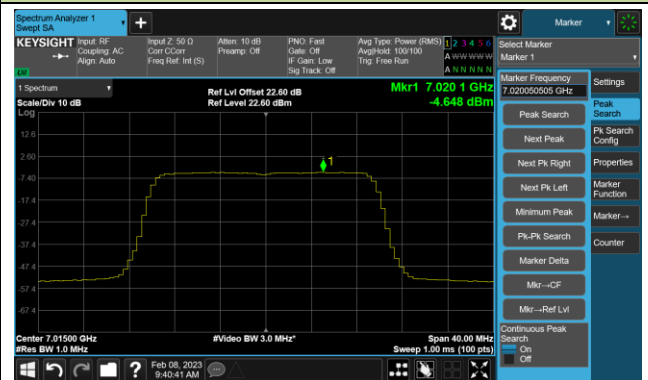 Spectrum Analyzer 1
Swept SA
Marker
KEYSIGHT
Input: RF
Coupling: AC
Align: Auto
Input Z: 50 Ω
Corr CCorr
Freq Ref: Int (S)
Atten: 10 dB
Preamp: Off
PNO: Fast
Gate: Off
IF Gain: Low
Sig Track: Off
Avg Type: Power (RMS)
Avg|Hold: 100/100
Trig: Free Run
1 2 3 4 5 6
A W W W W W
A N N N N N
Select Marker
Marker 1
1 Spectrum
Scale/Div 10 dB
Log
Ref Lvl Offset 22.60 dB
Ref Level 22.60 dBm
Mkr1 7.020 1 GHz
-4.648 dBm
12.6
2.60
-7.40
-17.4
-27.4
-37.4
-47.4
-57.4
-67.4
1
Center 7.01500 GHz
#Res BW 1.0 MHz
#Video BW 3.0 MHz*
Span 40.00 MHz
Sweep 1.00 ms (100 pts)
Marker Frequency
7.020050505 GHz
Peak Search
Next Peak
Next Pk Right
Next Pk Left
Minimum Peak
Pk-Pk Search
Marker Delta
Mkr→CF
Mkr→Ref Lvl
Continuous Peak
Search
On
Off
Settings
Peak
Search
Pk Search
Config
Properties
Marker
Function
Marker→
Counter
Feb 08, 2023
9:40:41 AM